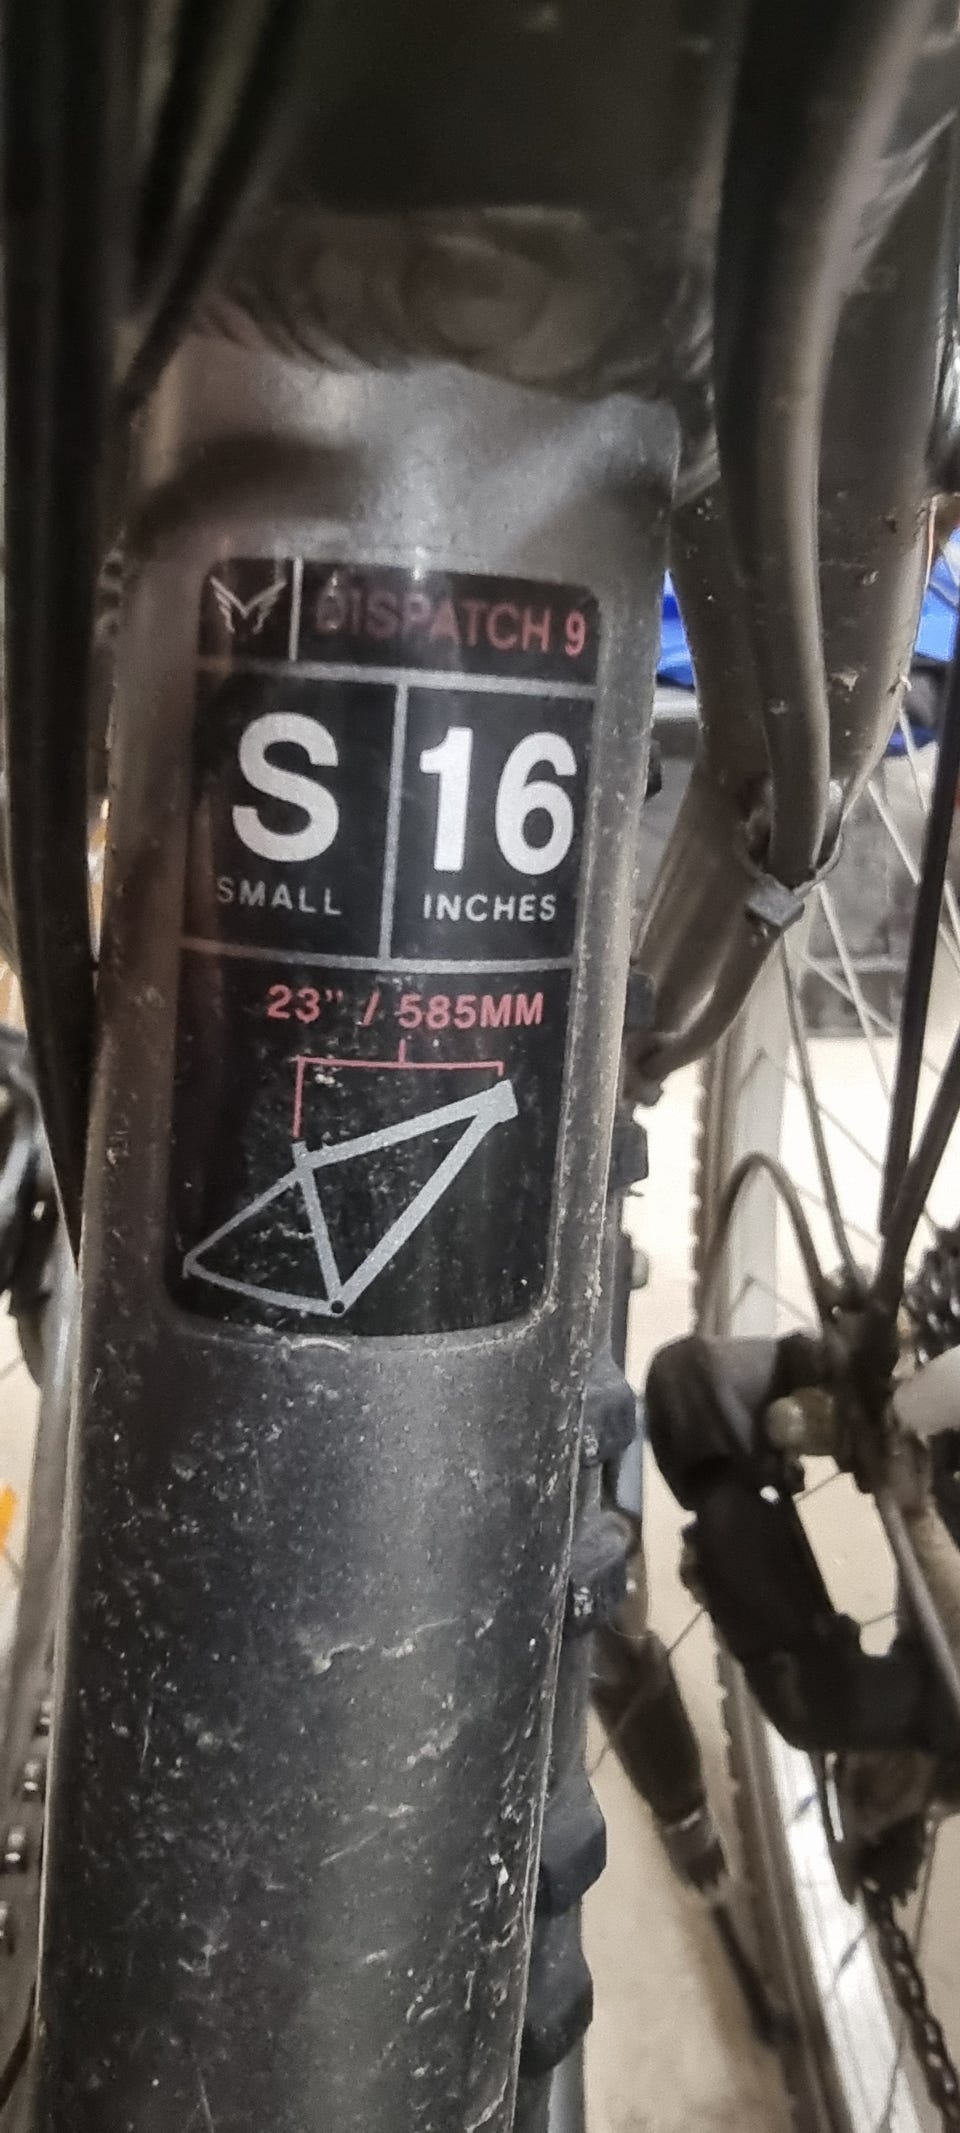 DISPATCH 9
S 16
SMALL INCHES
23" / 585MM